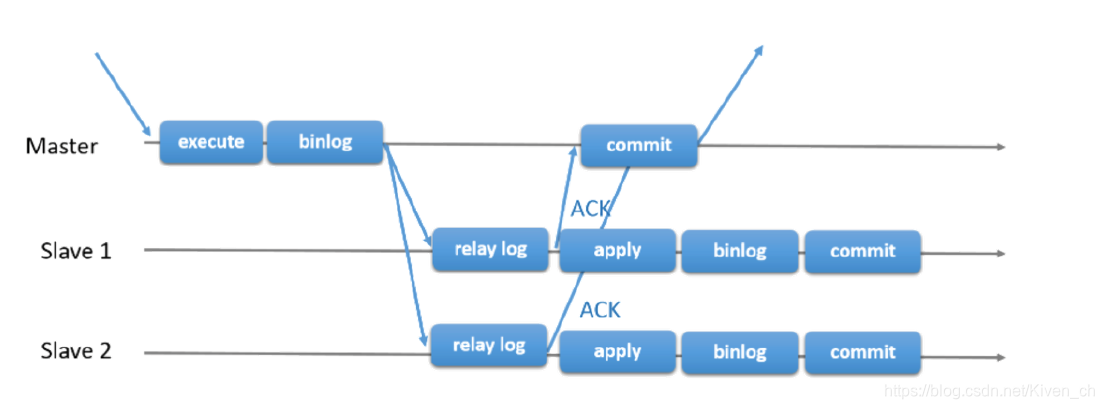 Master execute binlog commit
ACK
Slave 1 relay log apply binlog commit
ACK
Slave 2 relay log apply binlog commit
https://blog.csdn.net/Kiven_ch